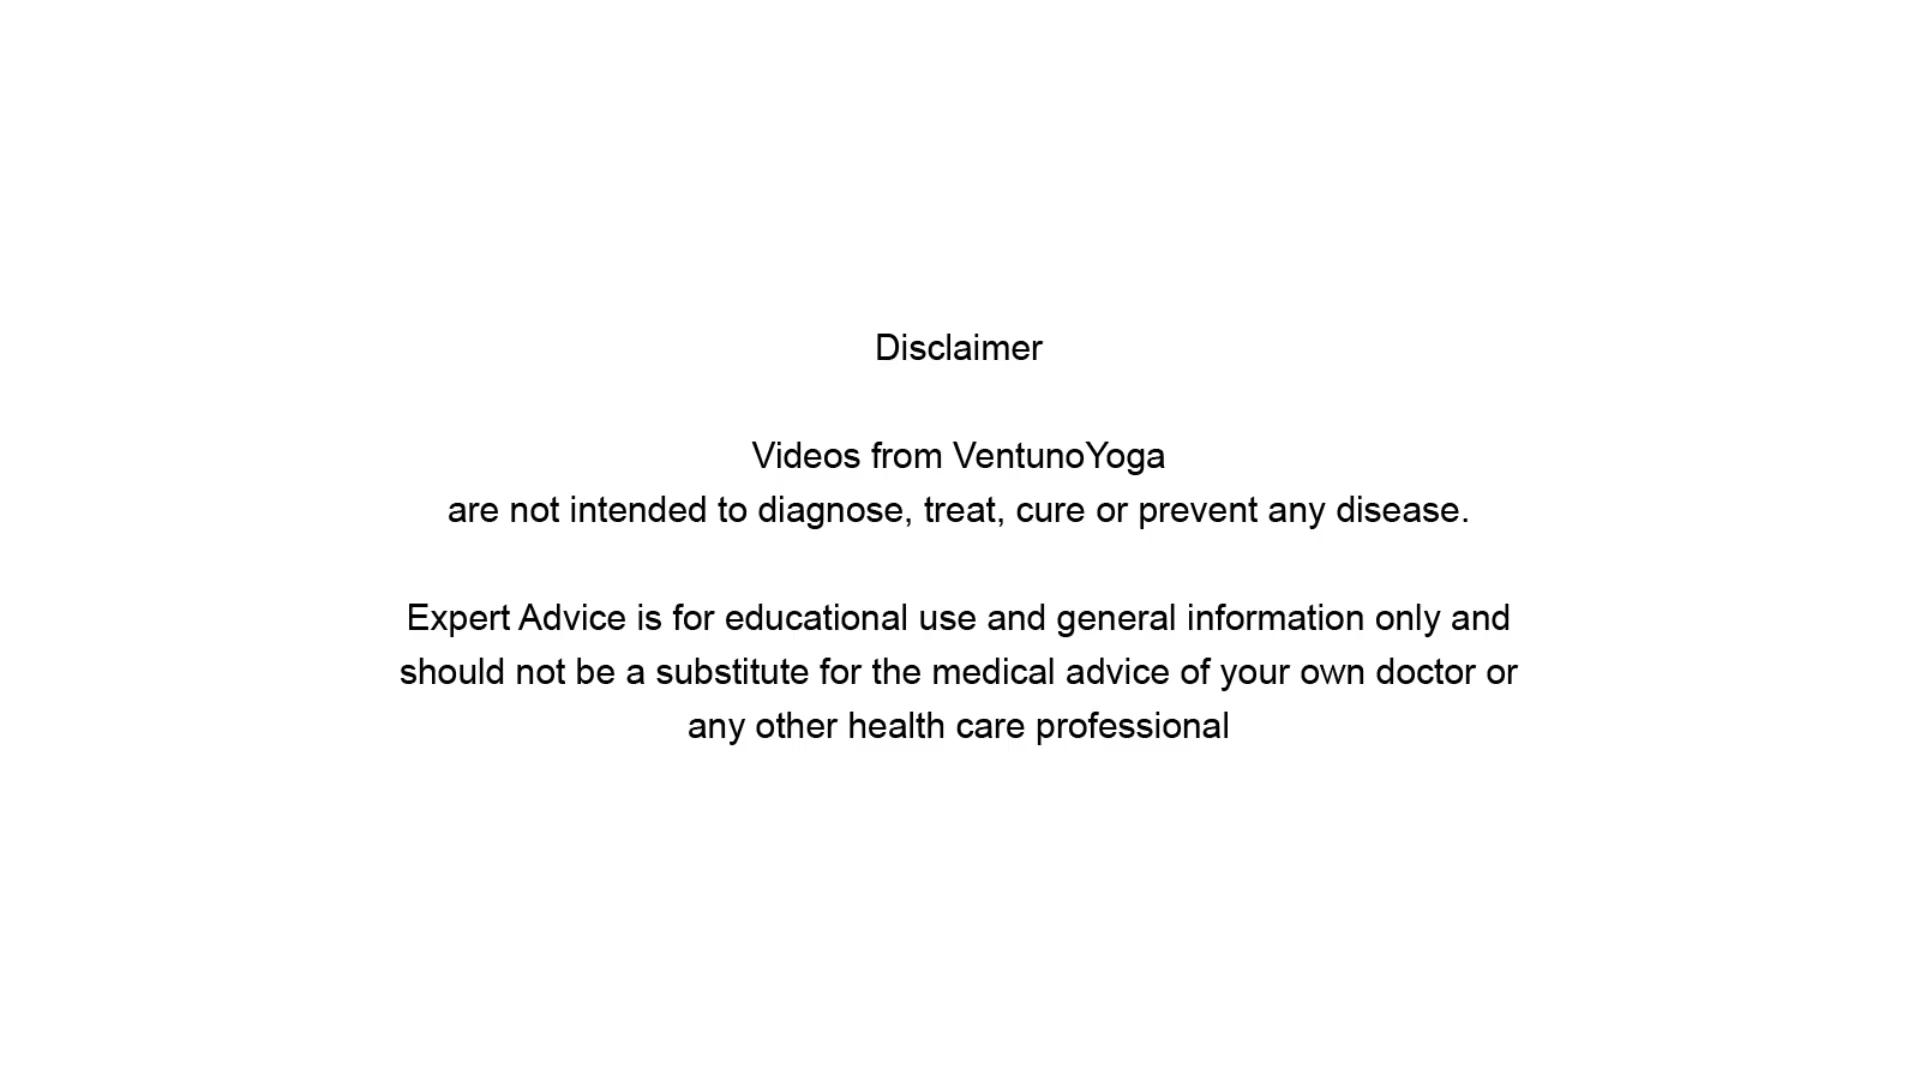 Disclaimer
Videos from VentunoYoga
are not intended to diagnose, treat, cure or prevent any disease.
Expert Advice is for educational use and general information only and
should not be a substitute for the medical advice of your own doctor or
any other health care professional